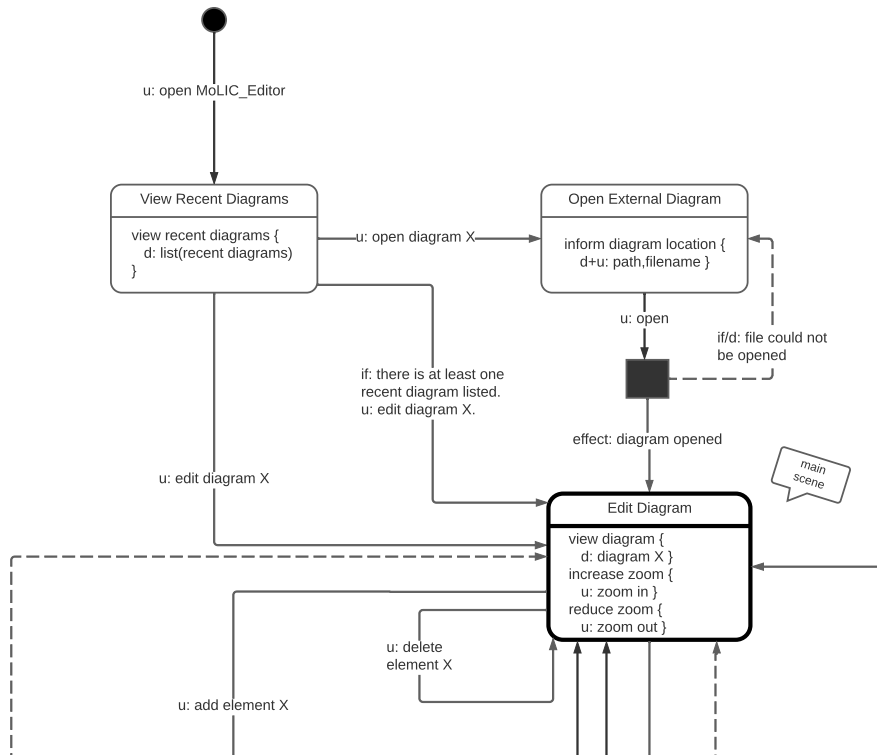 u: open MoLIC_Editor
View Recent Diagrams
view recent diagrams {
d: list(recent diagrams)
}
u: open diagram X
Open External Diagram
inform diagram location {
d+u: path,filename }
u: open
if/d: file could not
be opened
if: there is at least one
recent diagram listed.
u: edit diagram X.
effect: diagram opened
main
scene
u: edit diagram X
Edit Diagram
view diagram {
d: diagram X }
increase zoom {
u: zoom in }
reduce zoom {
u: zoom out }
u: delete
element X
u: add element X